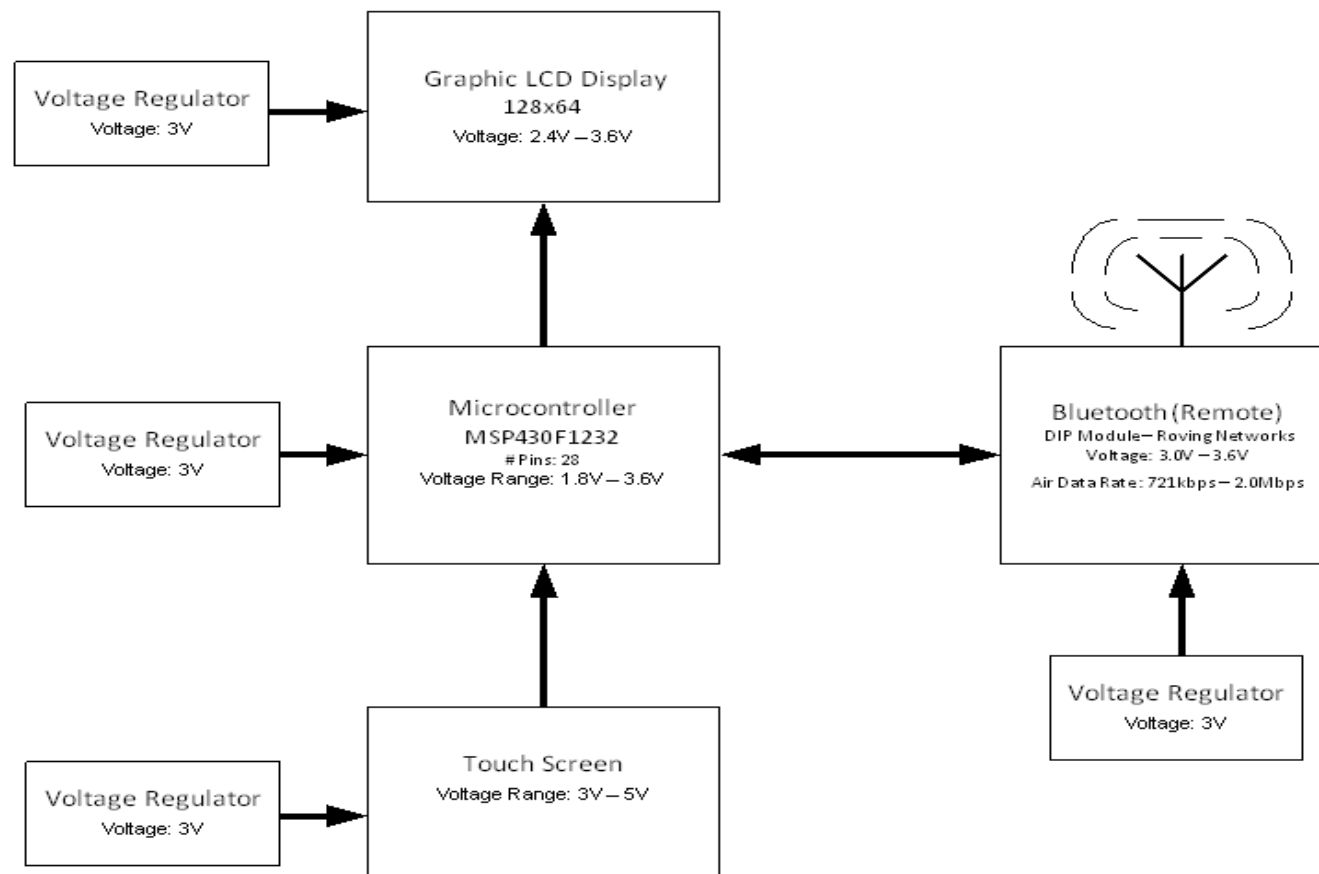 Voltage Regulator
Voltage: 3V
Graphic LCD Display
128x64
Voltage: 2.4V – 3.6V
Voltage Regulator
Voltage: 3V
Microcontroller
MSP430F1232
# Pins: 28
Voltage Range: 1.8V – 3.6V
Bluetooth (Remote)
DIP Module – Roving Networks
Voltage: 3.0V – 3.6V
Air Data Rate: 721kbps – 2.0Mbps
Voltage Regulator
Voltage: 3V
Touch Screen
Voltage Range: 3V – 5V
Voltage Regulator
Voltage: 3V